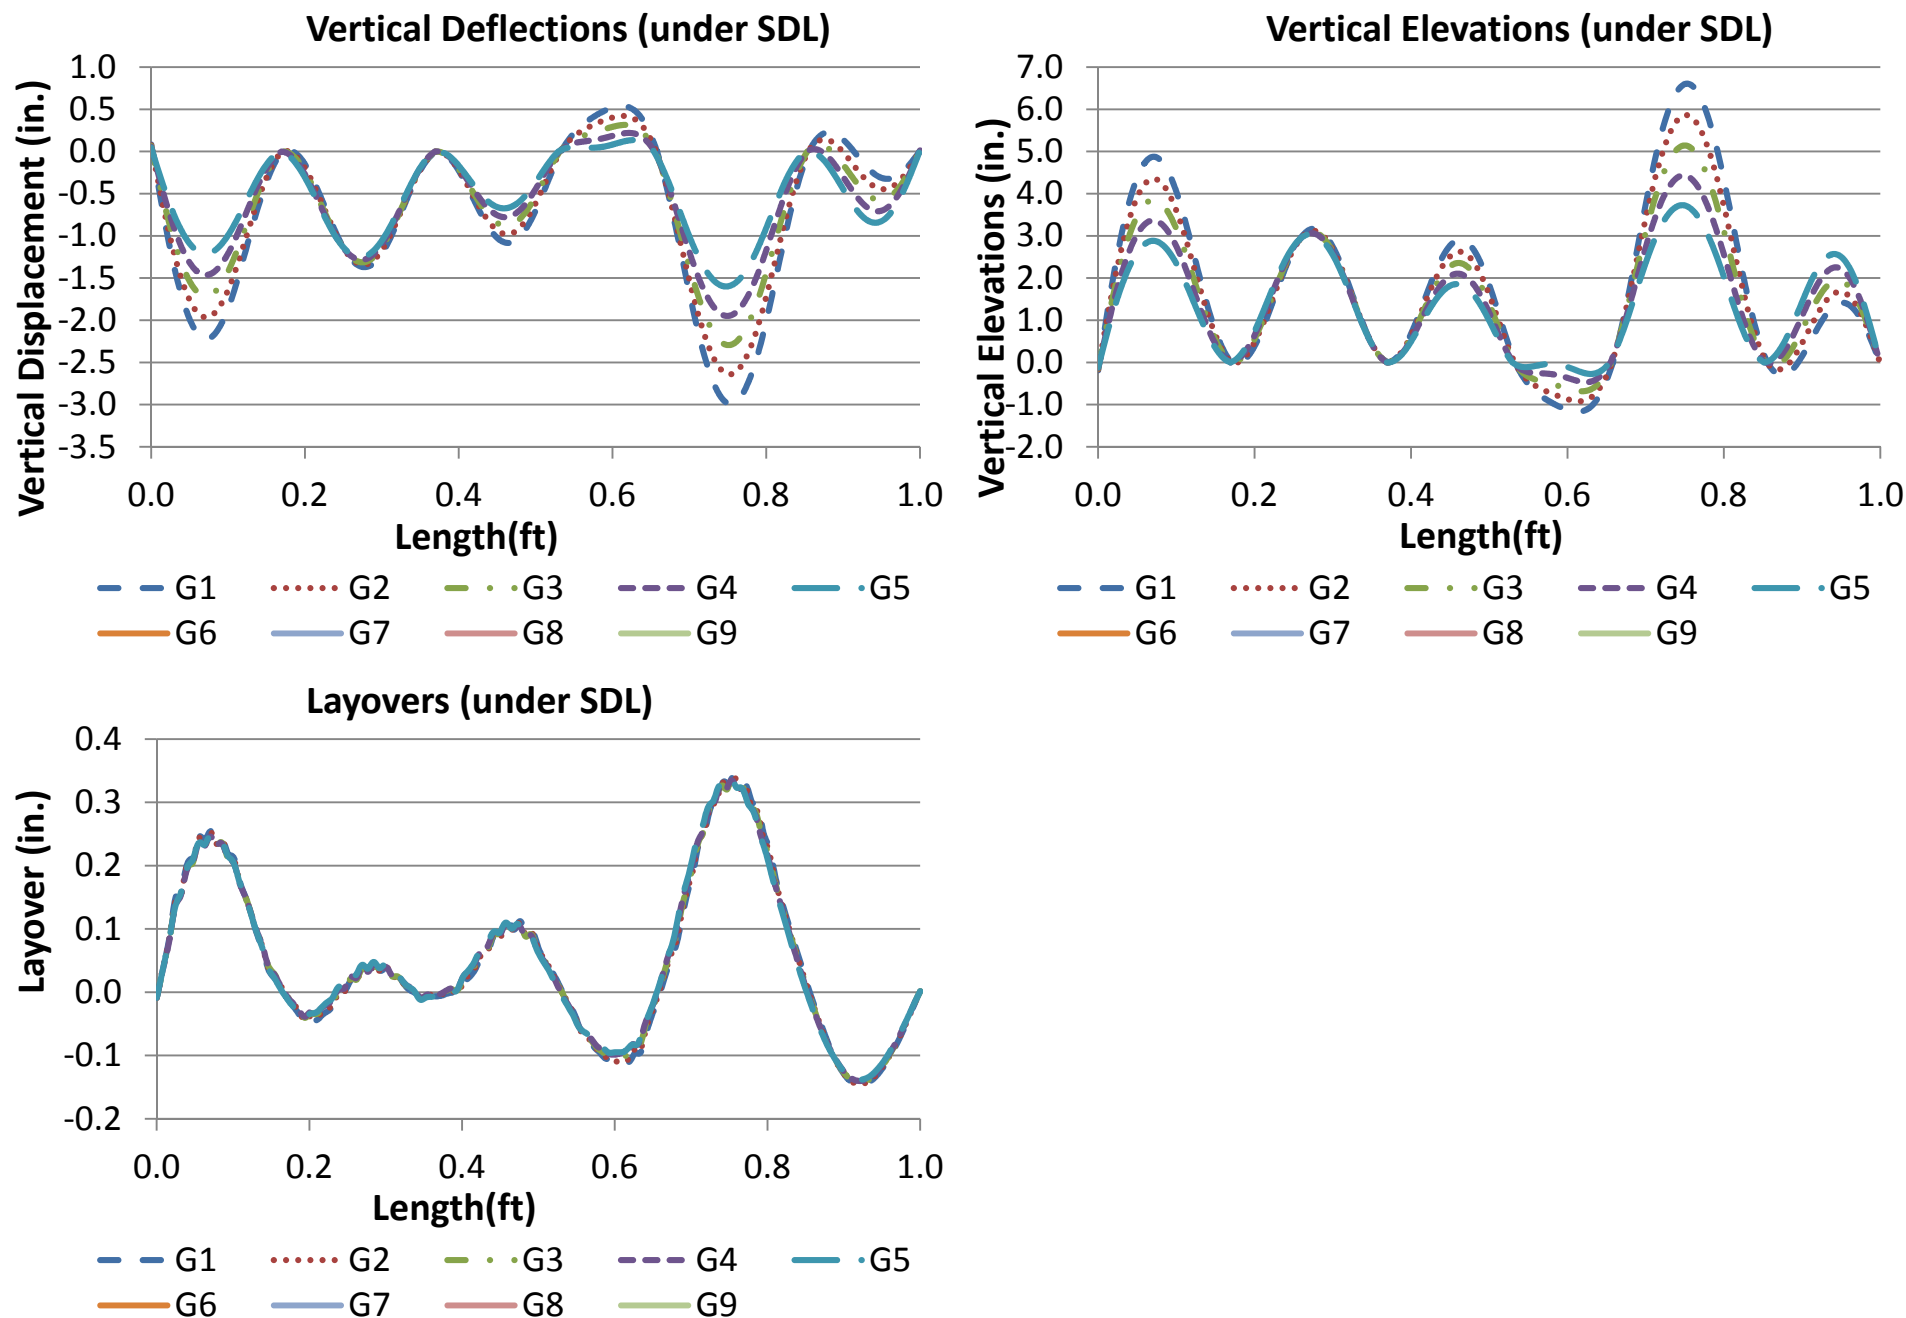 Vertical Deflections (under SDL)
Vertical Displacement (in.)
1.0
0.5
0.0
-0.5
-1.0
-1.5
-2.0
-2.5
-3.0
-3.5
0.0 0.2 0.4 0.6 0.8 1.0
Length(ft)
G1 G2 G3 G4 G5
G6 G7 G8 G9
Vertical Elevations (under SDL)
Vertical Elevations (in.)
7.0
6.0
5.0
4.0
3.0
2.0
1.0
0.0
-1.0
-2.0
0.0 0.2 0.4 0.6 0.8 1.0
Length(ft)
G1 G2 G3 G4 G5
G6 G7 G8 G9
Layovers (under SDL)
Layover (in.)
0.4
0.3
0.2
0.1
0.0
-0.1
-0.2
0.0 0.2 0.4 0.6 0.8 1.0
Length(ft)
G1 G2 G3 G4 G5
G6 G7 G8 G9